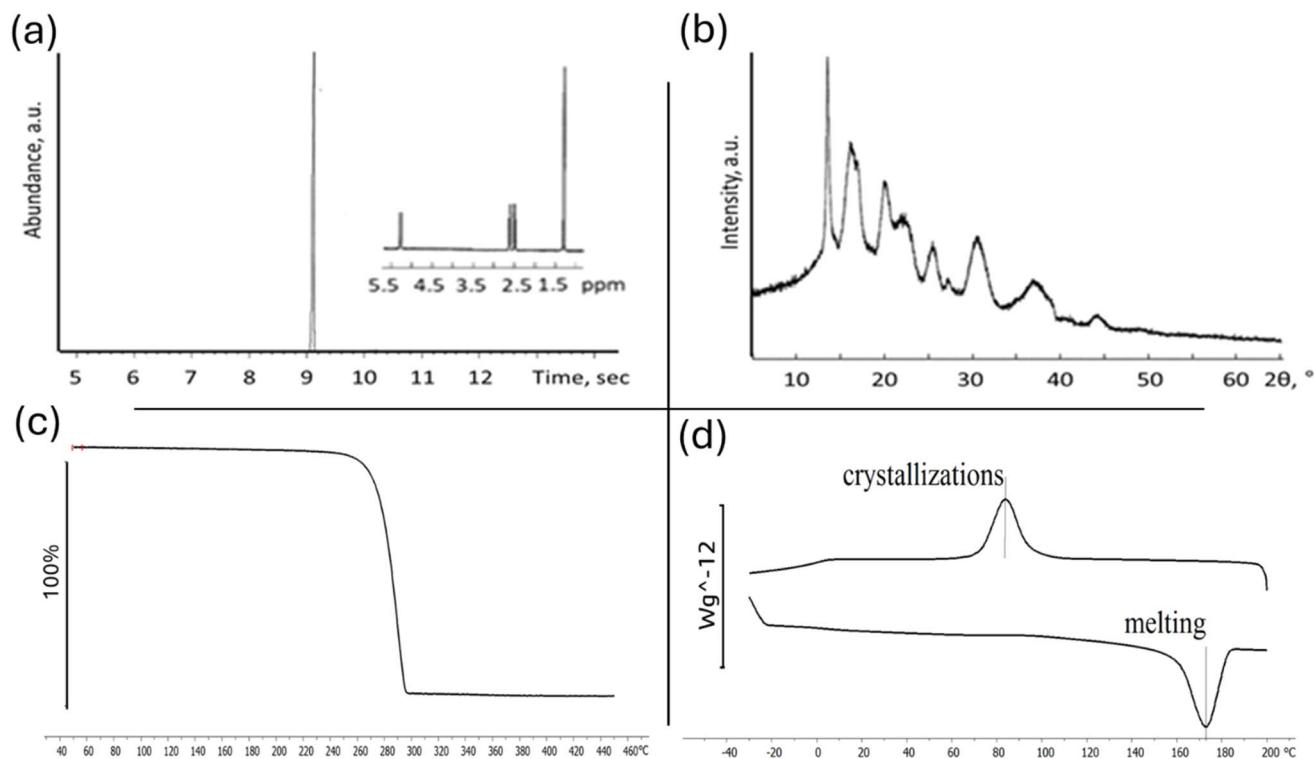 (a)
Abundance, a.u.
5.5 4.5 3.5 2.5 1.5 ppm
5 6 7 8 9 10 11 12 Time, sec
(b)
Intensity, a.u.
10 20 30 40 50 60 2θ, °
(c)
100%
40 60 80 100 120 140 160 180 200 220 240 260 280 300 320 340 360 380 400 420 440 460°C
(d)
crystallizations
Wg^-12
melting
-40 -20 0 20 40 60 80 100 120 140 160 180 200 °C